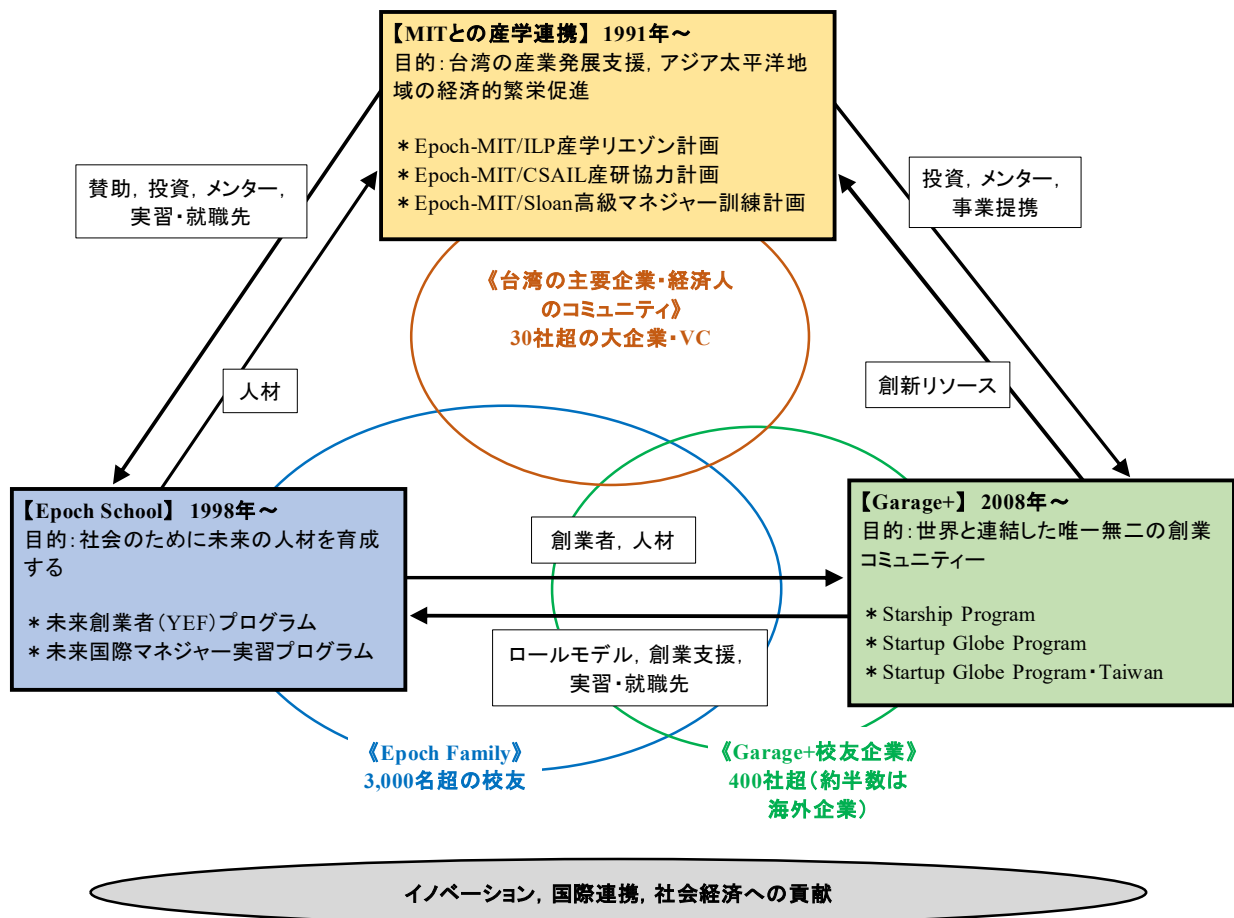 【MITとの産学連携】 1991年～
目的：台湾の産業発展支援，アジア太平洋地
域の経済的繁栄促進
＊Epoch-MIT/ILP産学リエゾン計画
＊Epoch-MIT/CSAIL産研協力計画
＊Epoch-MIT/Sloan高級マネジャー訓練計画
賛助，投資，メンター，
実習・就職先
投資，メンター，
事業提携
《台湾の主要企業・経済人
のコミュニティ》
30社超の大企業・VC
人材
創新リソース
【Epoch School】 1998年～
目的：社会のために未来の人材を育成
する
＊未来創業者（YEF）プログラム
＊未来国際マネジャー実習プログラム
創業者，人材
ロールモデル，創業支援，
実習・就職先
【Garage+】 2008年～
目的：世界と連結した唯一無二の創業
コミュニティー
＊Starship Program
＊Startup Globe Program
＊Startup Globe Program・Taiwan
《Epoch Family》
3,000名超の校友
《Garage+校友企業》
400社超（約半数は
海外企業）
イノベーション，国際連携，社会経済への貢献